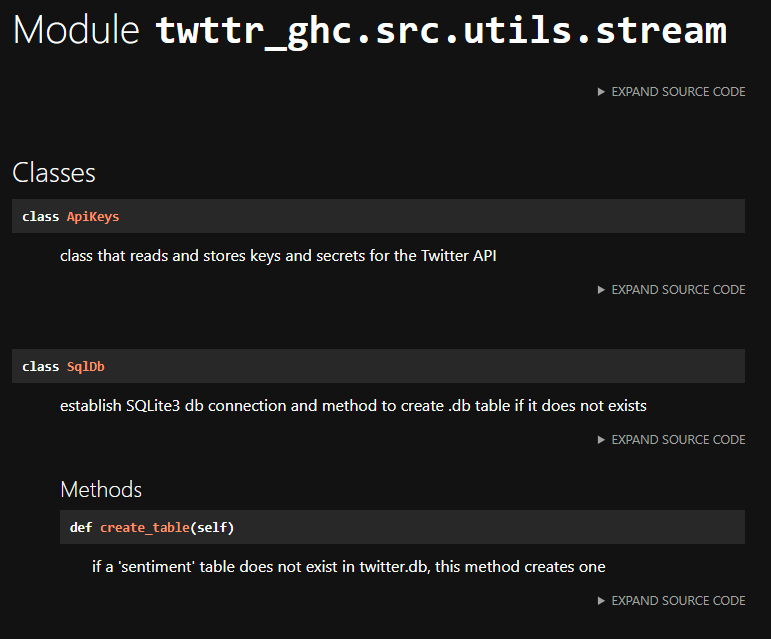 Module twttr_ghc.src.utils.stream
▶ EXPAND SOURCE CODE
Classes
class ApiKeys
class that reads and stores keys and secrets for the Twitter API
▶ EXPAND SOURCE CODE
class SqlDb
establish SQLite3 db connection and method to create .db table if it does not exists
▶ EXPAND SOURCE CODE
Methods
def create_table(self)
if a 'sentiment' table does not exist in twitter.db, this method creates one
▶ EXPAND SOURCE CODE